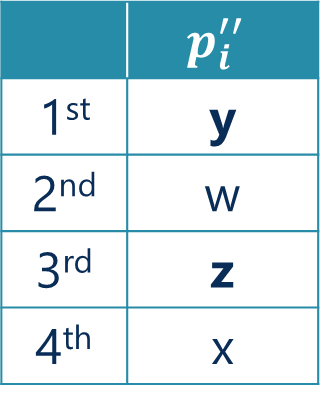 p''ᵢ
1st y
2nd w
3rd z
4th x